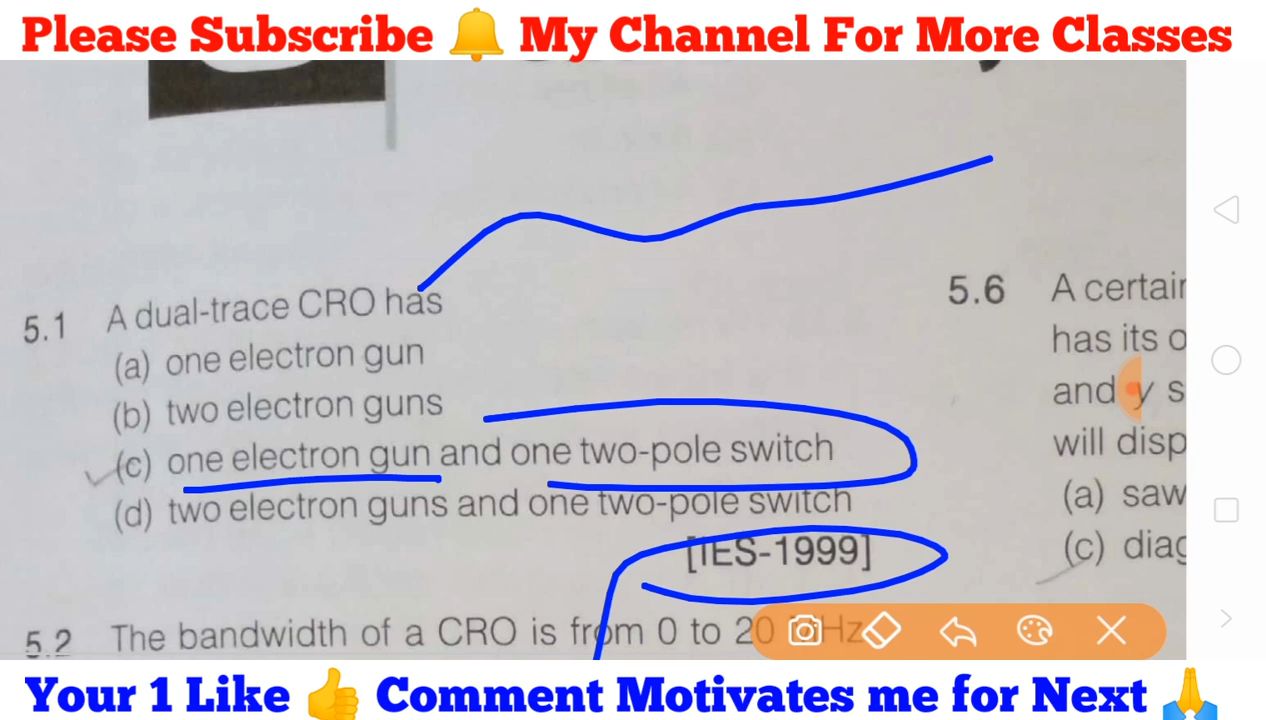 Please Subscribe 🔔 My Channel For More Classes
5.1 A dual-trace CRO has
(a) one electron gun
(b) two electron guns
(c) one electron gun and one two-pole switch
(d) two electron guns and one two-pole switch
[IES-1999]
5.2 The bandwidth of a CRO is from 0 to 20
5.6 A certain
has its o
and y s
will disp
(a) saw
(c) diag
Your 1 Like 👍 Comment Motivates me for Next 🙏